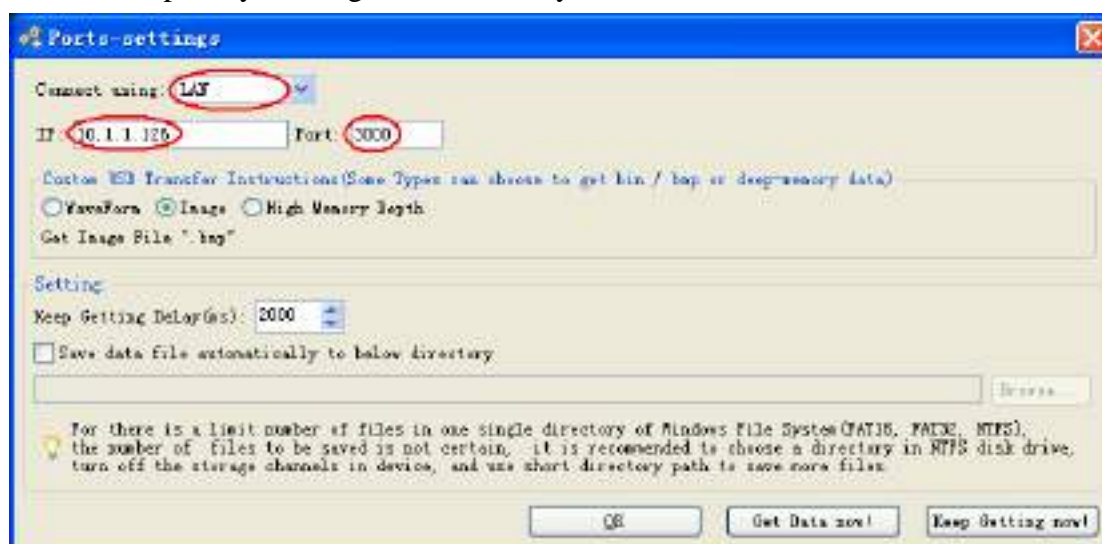 Ports-settings
Connect using: LAN
IP: 10.1.1.126 Port: 3000
Custom USB Transfer Instructions(Some Types can choose to get bin / bmp or deep-memory data)
WaveForm Image High Memory Depth
Get Image File ".bmp"
Setting
Keep Getting Delay(ms): 2000
Save data file automatically to below directory
Browse...
For there is a limit number of files in one single directory of Windows File System(FAT16, FAT32, NTFS),
the number of files to be saved is not certain, it is recommended to choose a directory in NTFS disk drive,
turn off the storage channels in device, and use short directory path to save more files.
OK Get Data now! Keep Getting now!